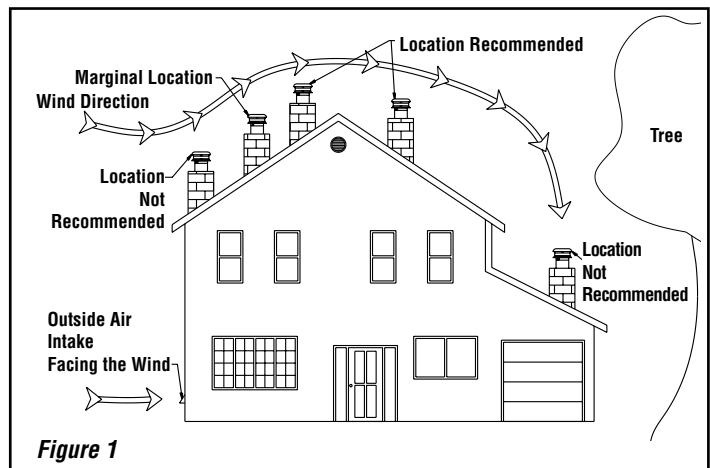 Location Recommended
Marginal Location
Wind Direction
Tree
Location
Not
Recommended
Location
Not
Recommended
Outside Air
Intake
Facing the Wind
Figure 1